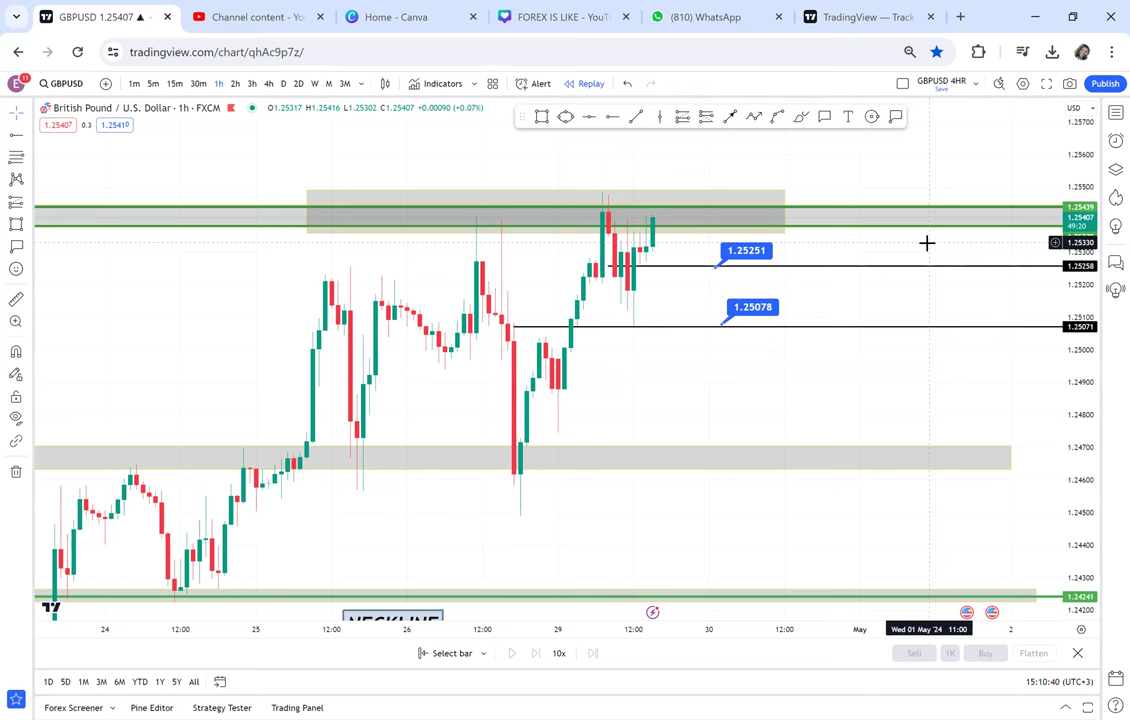 GBPUSD 1.25407 ▲
Channel content - Yo
Home - Canva
FOREX IS LIKE - YouT
(810) WhatsApp
TradingView — Track
tradingview.com/chart/qhAc9p7z/
E 11
GBPUSD
1m 5m 15m 30m 1h 2h 3h 4h D 2D W M 3M
Indicators
Alert
Replay
GBPUSD 4HR
Save
Publish
British Pound / U.S. Dollar · 1h · FXCM
O1.25317 H1.25416 L1.25302 C1.25407 +0.00090 (+0.07%)
1.25407 0.3 1.25410
USD
1.25700
1.25600
1.25500
1.25439
1.25407
49:20
1.25330
1.25300
1.25258
1.25200
1.25100
1.25071
1.25000
1.24900
1.24800
1.24700
1.24600
1.24500
1.24400
1.24300
1.24241
1.24200
1.25251
1.25078
NECKLINE
24 12:00 25 12:00 26 12:00 29 12:00 30 12:00 May Wed 01 May '24 11:00 2
Select bar
10x
Sell 1K Buy Flatten
1D 5D 1M 3M 6M YTD 1Y 5Y All
15:10:40 (UTC+3)
Forex Screener Pine Editor Strategy Tester Trading Panel